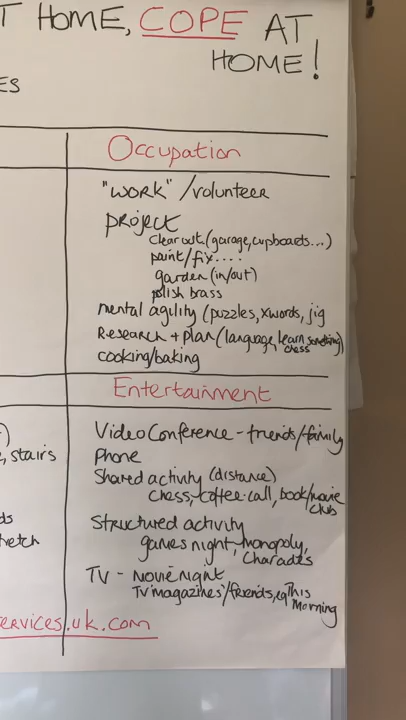 T HOME, COPE AT
HOME!
ES
Occupation
"WORK" / volunteer
Project
Clear out (garage, cupboards...)
paint/fix....
garden (in/out)
polish brass
mental agility (puzzles, xwords, jig
Research + plan (language, learn something)
chess
cooking/baking
Entertainment
Video Conference - friends/family
, stairs
Phone
Shared activity (distance)
Chess, coffee-call, book/movie
Club
ds
Structured activity
etch
games night, monopoly,
Charades
TV - Movie Night
TV magazines/friends, eg This
Morning
ervices.uk.com